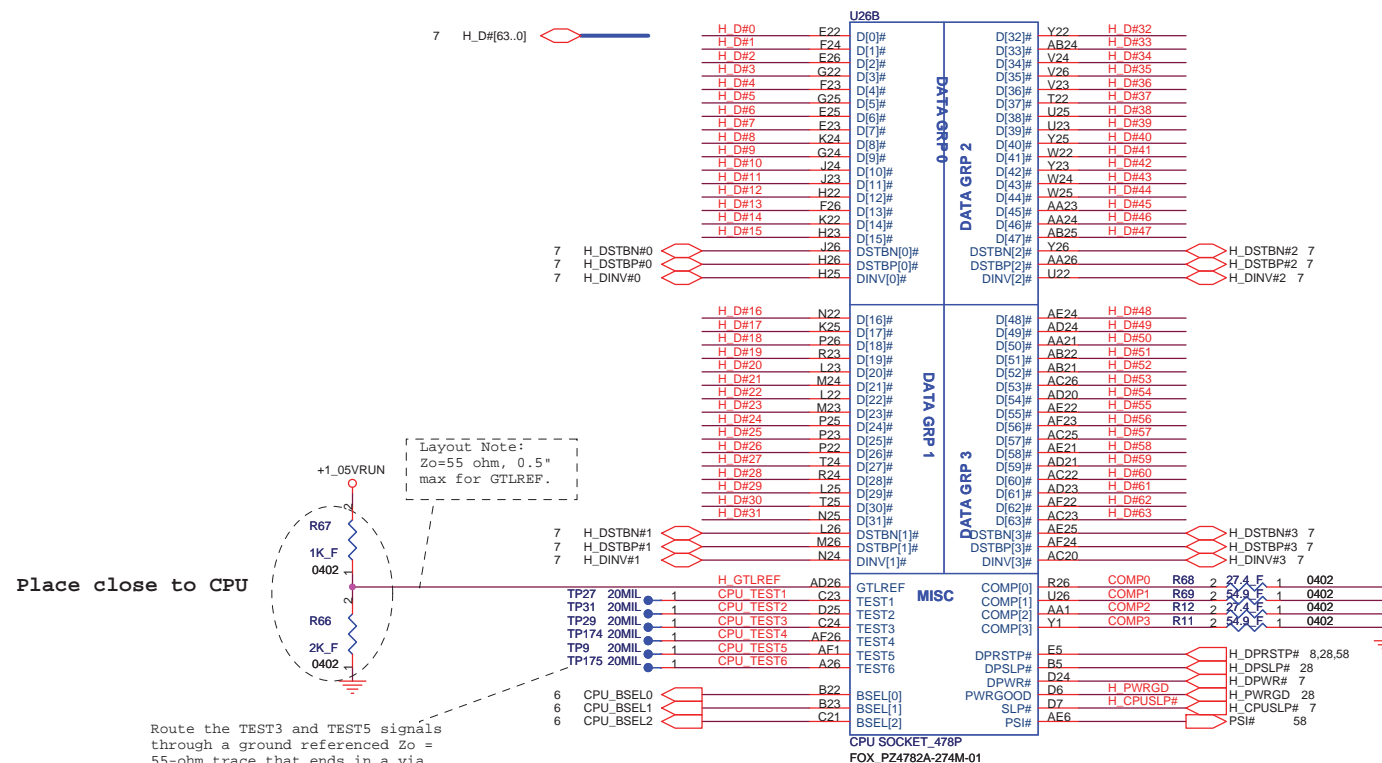 U26B
7 H_D#[63..0]
H_D#0 E22 D[0]# D[32]# Y22 H_D#32
H_D#1 F24 D[1]# D[33]# AB24 H_D#33
H_D#2 E26 D[2]# D[34]# V24 H_D#34
H_D#3 G22 D[3]# D[35]# V26 H_D#35
H_D#4 F23 D[4]# D[36]# V23 H_D#36
H_D#5 G25 D[5]# D[37]# T22 H_D#37
H_D#6 E25 D[6]# D[38]# U25 H_D#38
H_D#7 E23 D[7]# D[39]# U23 H_D#39
H_D#8 K24 D[8]# D[40]# Y25 H_D#40
H_D#9 G24 D[9]# D[41]# W22 H_D#41
H_D#10 J24 D[10]# D[42]# Y23 H_D#42
H_D#11 J23 D[11]# D[43]# W24 H_D#43
H_D#12 H22 D[12]# D[44]# W25 H_D#44
H_D#13 F26 D[13]# D[45]# AA23 H_D#45
H_D#14 K22 D[14]# D[46]# AA24 H_D#46
H_D#15 H23 D[15]# D[47]# AB25 H_D#47
7 H_DSTBN#0 J26 DSTBN[0]# DSTBN[2]# Y26 H_DSTBN#2 7
7 H_DSTBP#0 H26 DSTBP[0]# DSTBP[2]# AA26 H_DSTBP#2 7
7 H_DINV#0 H25 DINV[0]# DINV[2]# U22 H_DINV#2 7
DATA GRP 0
DATA GRP 2
H_D#16 N22 D[16]# D[48]# AE24 H_D#48
H_D#17 K25 D[17]# D[49]# AD24 H_D#49
H_D#18 P26 D[18]# D[50]# AA21 H_D#50
H_D#19 R23 D[19]# D[51]# AB22 H_D#51
H_D#20 L23 D[20]# D[52]# AB21 H_D#52
H_D#21 M24 D[21]# D[53]# AC26 H_D#53
H_D#22 L22 D[22]# D[54]# AD20 H_D#54
H_D#23 M23 D[23]# D[55]# AE22 H_D#55
H_D#24 P25 D[24]# D[56]# AF23 H_D#56
H_D#25 P23 D[25]# D[57]# AC25 H_D#57
H_D#26 P22 D[26]# D[58]# AE21 H_D#58
H_D#27 T24 D[27]# D[59]# AD21 H_D#59
H_D#28 R24 D[28]# D[60]# AC22 H_D#60
H_D#29 L25 D[29]# D[61]# AD23 H_D#61
H_D#30 T25 D[30]# D[62]# AF22 H_D#62
H_D#31 N25 D[31]# D[63]# AC23 H_D#63
7 H_DSTBN#1 L26 DSTBN[1]# DSTBN[3]# AE25 H_DSTBN#3 7
7 H_DSTBP#1 M26 DSTBP[1]# DSTBP[3]# AF24 H_DSTBP#3 7
7 H_DINV#1 N24 DINV[1]# DINV[3]# AC20 H_DINV#3 7
DATA GRP 1
DATA GRP 3
Layout Note:
Zo=55 ohm, 0.5"
max for GTLREF.
+1_05VRUN
2
R67
1K_F
0402 1
Place close to CPU
2
R66
2K_F
0402 1
MISC
H_GTLREF AD26 GTLREF COMP[0] R26 COMP0 R68 2 27.4_F 1 0402
TP27 20MIL 1 CPU_TEST1 C23 TEST1 COMP[1] U26 COMP1 R69 2 54.9_F 1 0402
TP31 20MIL 1 CPU_TEST2 D25 TEST2 COMP[2] AA1 COMP2 R12 2 27.4_F 1 0402
TP29 20MIL 1 CPU_TEST3 C24 TEST3 COMP[3] Y1 COMP3 R11 2 54.9_F 1 0402
TP174 20MIL 1 CPU_TEST4 AF26 TEST4
TP9 20MIL 1 CPU_TEST5 AF1 TEST5 DPRSTP# E5 H_DPRSTP# 8,28,58
TP175 20MIL 1 CPU_TEST6 A26 TEST6 DPSLP# B5 H_DPSLP# 28
DPWR# D24 H_DPWR# 7
6 CPU_BSEL0 B22 BSEL[0] PWRGOOD D6 H_PWRGD H_PWRGD 28
6 CPU_BSEL1 B23 BSEL[1] SLP# D7 H_CPUSLP# H_CPUSLP# 7
6 CPU_BSEL2 C21 BSEL[2] PSI# AE6 PSI# 58
CPU SOCKET_478P
FOX_PZ4782A-274M-01
Route the TEST3 and TEST5 signals
through a ground referenced Zo =
55-ohm trace that ends in a via